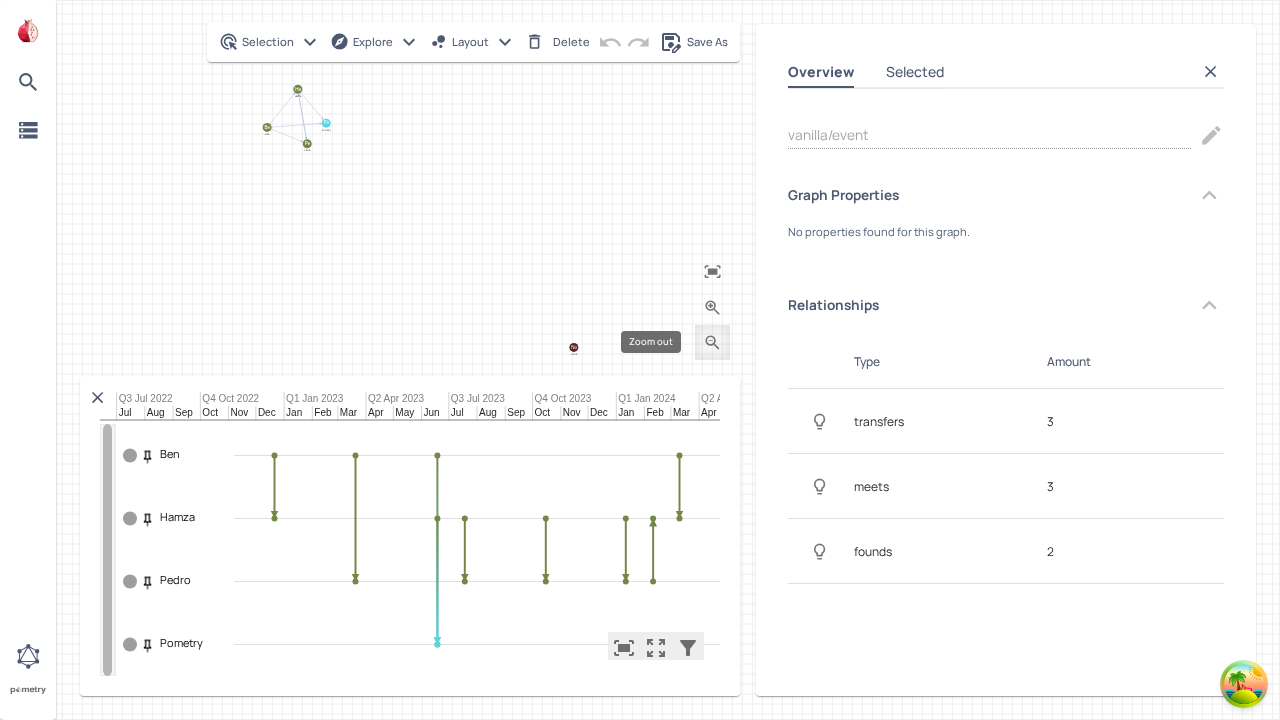 Selection
Explore
Layout
Delete
Save As
Overview
Selected
vanilla/event
Graph Properties
No properties found for this graph.
Relationships
Type Amount
transfers 3
meets 3
founds 2
Zoom out
Q3 Jul 2022 Q4 Oct 2022 Q1 Jan 2023 Q2 Apr 2023 Q3 Jul 2023 Q4 Oct 2023 Q1 Jan 2024 Q2 A
Jul Aug Sep Oct Nov Dec Jan Feb Mar Apr May Jun Jul Aug Sep Oct Nov Dec Jan Feb Mar Apr
Ben
Hamza
Pedro
Pometry
pometry